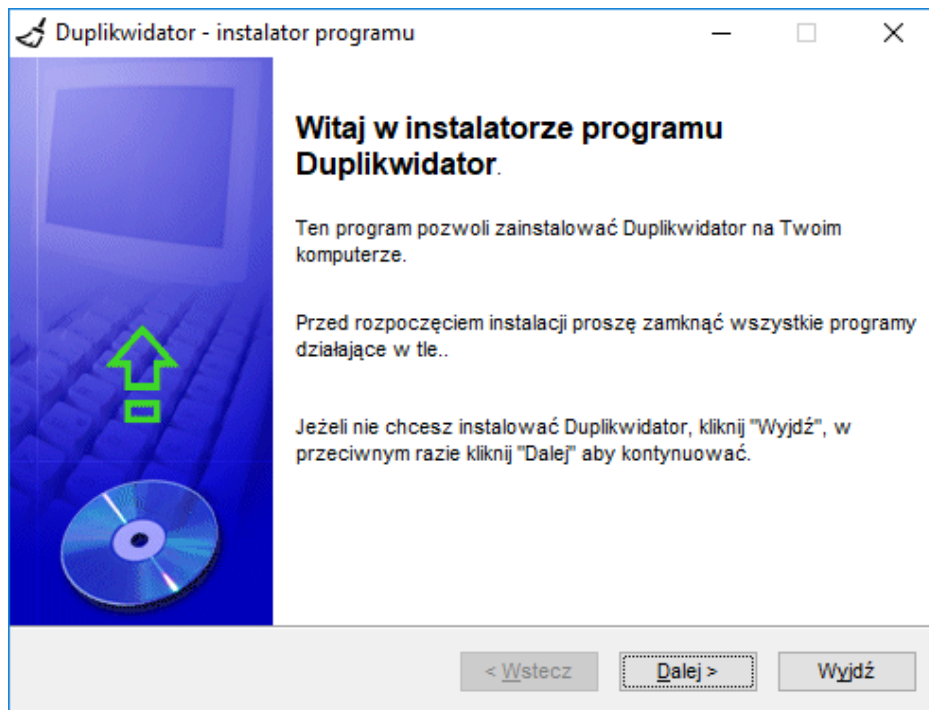 Duplikwidator - instalator programu
Witaj w instalatorze programu
Duplikwidator.
Ten program pozwoli zainstalować Duplikwidator na Twoim
komputerze.
Przed rozpoczęciem instalacji proszę zamknąć wszystkie programy
działające w tle..
Jeżeli nie chcesz instalować Duplikwidator, kliknij "Wyjdź", w
przeciwnym razie kliknij "Dalej" aby kontynuować.
< Wstecz
Dalej >
Wyjdź